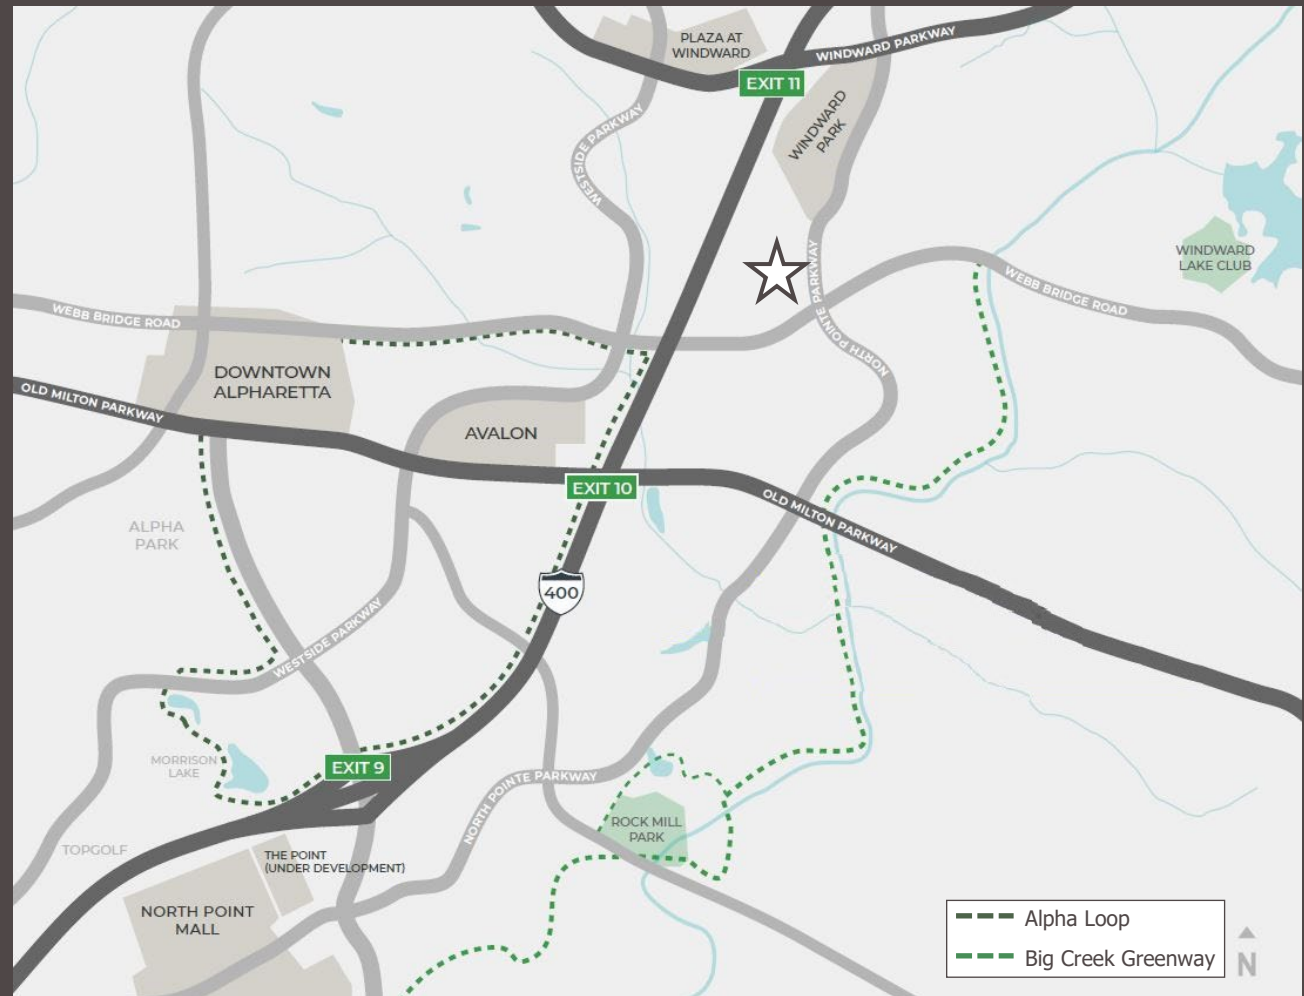 PLAZA AT
WINDWARD
WINDWARD PARKWAY
EXIT 11
WINDWARD
PARK
WESTSIDE PARKWAY
WINDWARD
LAKE CLUB
NORTH POINTE PARKWAY
WEBB BRIDGE ROAD
WEBB BRIDGE ROAD
DOWNTOWN
ALPHARETTA
OLD MILTON PARKWAY
AVALON
EXIT 10
OLD MILTON PARKWAY
ALPHA
PARK
400
WESTSIDE PARKWAY
MORRISON
LAKE
EXIT 9
NORTH POINTE PARKWAY
ROCK MILL
PARK
TOPGOLF
THE POINT
(UNDER DEVELOPMENT)
NORTH POINT
MALL
Alpha Loop
Big Creek Greenway
N